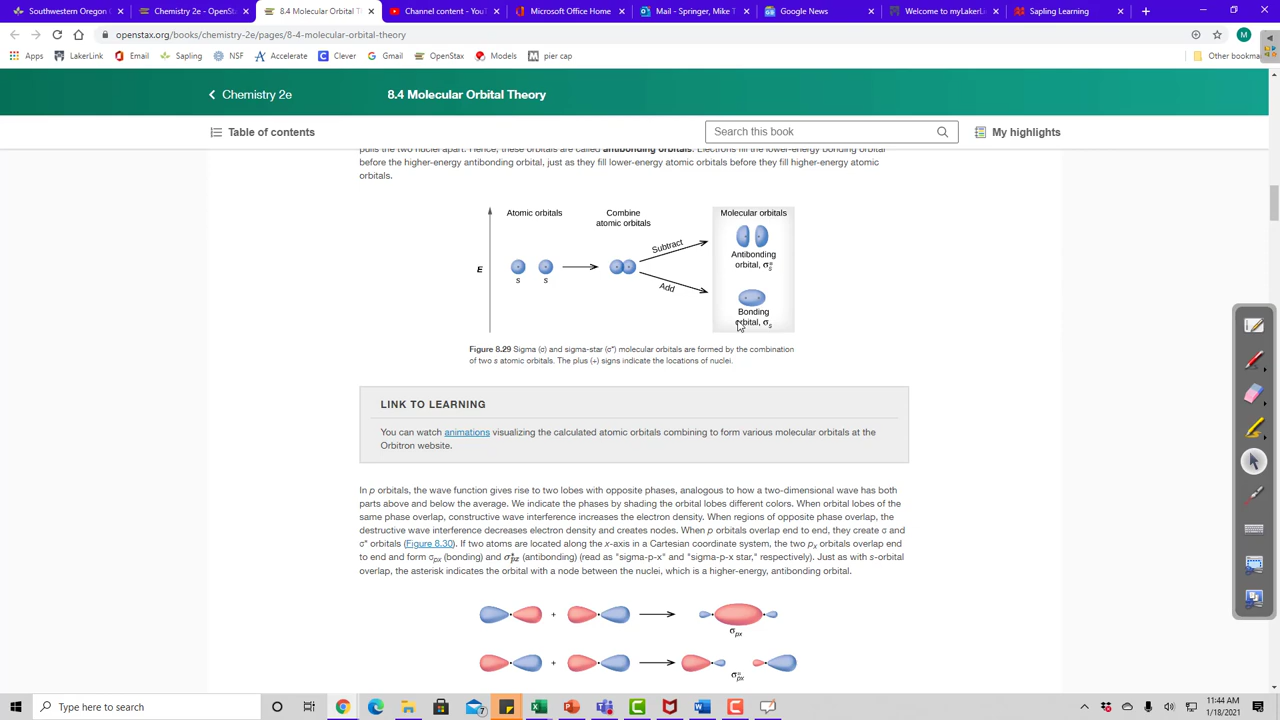 Chemistry 2e - OpenSta
Chemistry 2e - OpenSta
8.4 Molecular Orbital Th
Channel content - YouT
Microsoft Office Home
Mail - Springer, Mike T
Google News
Welcome to myLakerLi
Sapling Learning
openstax.org/books/chemistry-2e/pages/8-4-molecular-orbital-theory
M
Apps
LakerLink
Email
Sapling
NSF
Accelerate
Clever
Gmail
OpenStax
Models
pier cap
Other bookma
Chemistry 2e
8.4 Molecular Orbital Theory
Table of contents
Search this book
My highlights
pulls the two nuclei apart. Hence, these orbitals are called antibonding orbitals. Electrons fill the lower-energy bonding orbital
before the higher-energy antibonding orbital, just as they fill lower-energy atomic orbitals before they fill higher-energy atomic
orbitals.
Atomic orbitals
Combine
atomic orbitals
Molecular orbitals
Subtract
Antibonding
orbital, σs*
E
s
s
Add
Bonding
orbital, σs
Figure 8.29 Sigma (σ) and sigma-star (σ*) molecular orbitals are formed by the combination
of two s atomic orbitals. The plus (+) signs indicate the locations of nuclei.
LINK TO LEARNING
You can watch animations visualizing the calculated atomic orbitals combining to form various molecular orbitals at the
Orbitron website.
In p orbitals, the wave function gives rise to two lobes with opposite phases, analogous to how a two-dimensional wave has both
parts above and below the average. We indicate the phases by shading the orbital lobes different colors. When orbital lobes of the
same phase overlap, constructive wave interference increases the electron density. When regions of opposite phase overlap, the
destructive wave interference decreases electron density and creates nodes. When p orbitals overlap end to end, they create σ and
σ* orbitals (Figure 8.30). If two atoms are located along the x-axis in a Cartesian coordinate system, the two px orbitals overlap end
to end and form σpx (bonding) and σ*px (antibonding) (read as "sigma-p-x" and "sigma-p-x star," respectively). Just as with s-orbital
overlap, the asterisk indicates the orbital with a node between the nuclei, which is a higher-energy, antibonding orbital.
+
σpx
+
σ*px
Type here to search
7
11:44 AM
1/18/2021